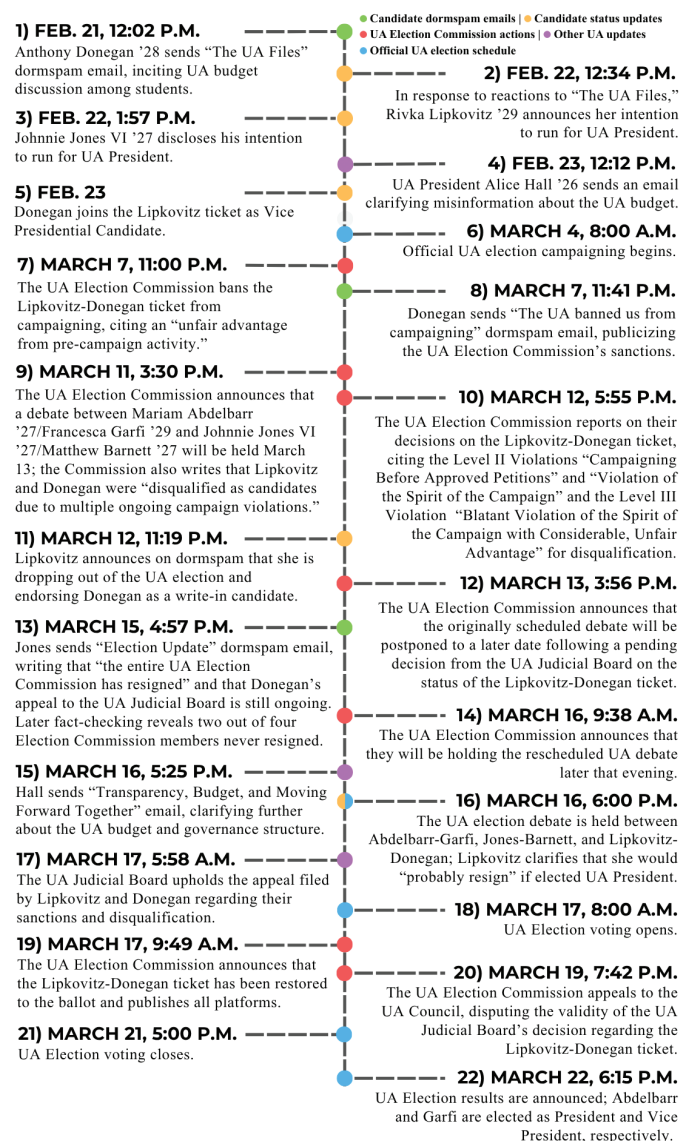 ● Candidate dormspam emails | ● Candidate status updates
● UA Election Commission actions | ● Other UA updates
● Official UA election schedule
1) FEB. 21, 12:02 P.M.
Anthony Donegan ’28 sends “The UA Files”
dormspam email, inciting UA budget
discussion among students.
2) FEB. 22, 12:34 P.M.
In response to reactions to “The UA Files,”
Rivka Lipkovitz ’29 announces her intention
to run for UA President.
3) FEB. 22, 1:57 P.M.
Johnnie Jones VI ’27 discloses his intention
to run for UA President.
4) FEB. 23, 12:12 P.M.
UA President Alice Hall ’26 sends an email
clarifying misinformation about the UA budget.
5) FEB. 23
Donegan joins the Lipkovitz ticket as Vice
Presidential Candidate.
6) MARCH 4, 8:00 A.M.
Official UA election campaigning begins.
7) MARCH 7, 11:00 P.M.
The UA Election Commission bans the
Lipkovitz-Donegan ticket from
campaigning, citing an “unfair advantage
from pre-campaign activity.”
8) MARCH 7, 11:41 P.M.
Donegan sends “The UA banned us from
campaigning” dormspam email, publicizing
the UA Election Commission’s sanctions.
9) MARCH 11, 3:30 P.M.
The UA Election Commission announces that
a debate between Mariam Abdelbarr
’27/Francesca Garfi ’29 and Johnnie Jones VI
’27/Matthew Barnett ’27 will be held March
13; the Commission also writes that Lipkovitz
and Donegan were “disqualified as candidates
due to multiple ongoing campaign violations.”
10) MARCH 12, 5:55 P.M.
The UA Election Commission reports on their
decisions on the Lipkovitz-Donegan ticket,
citing the Level II Violations “Campaigning
Before Approved Petitions” and “Violation of
the Spirit of the Campaign” and the Level III
Violation “Blatant Violation of the Spirit of
the Campaign with Considerable, Unfair
Advantage” for disqualification.
11) MARCH 12, 11:19 P.M.
Lipkovitz announces on dormspam that she is
dropping out of the UA election and
endorsing Donegan as a write-in candidate.
12) MARCH 13, 3:56 P.M.
The UA Election Commission announces that
the originally scheduled debate will be
postponed to a later date following a pending
decision from the UA Judicial Board on the
status of the Lipkovitz-Donegan ticket.
13) MARCH 15, 4:57 P.M.
Jones sends “Election Update” dormspam email,
writing that “the entire UA Election
Commission has resigned” and that Donegan’s
appeal to the UA Judicial Board is still ongoing.
Later fact-checking reveals two out of four
Election Commission members never resigned.
14) MARCH 16, 9:38 A.M.
The UA Election Commission announces that
they will be holding the rescheduled UA debate
later that evening.
15) MARCH 16, 5:25 P.M.
Hall sends “Transparency, Budget, and Moving
Forward Together” email, clarifying further
about the UA budget and governance structure.
16) MARCH 16, 6:00 P.M.
The UA election debate is held between
Abdelbarr-Garfi, Jones-Barnett, and Lipkovitz-
Donegan; Lipkovitz clarifies that she would
“probably resign” if elected UA President.
17) MARCH 17, 5:58 A.M.
The UA Judicial Board upholds the appeal filed
by Lipkovitz and Donegan regarding their
sanctions and disqualification.
18) MARCH 17, 8:00 A.M.
UA Election voting opens.
19) MARCH 17, 9:49 A.M.
The UA Election Commission announces that
the Lipkovitz-Donegan ticket has been restored
to the ballot and publishes all platforms.
20) MARCH 19, 7:42 P.M.
The UA Election Commission appeals to the
UA Council, disputing the validity of the UA
Judicial Board’s decision regarding the
Lipkovitz-Donegan ticket.
21) MARCH 21, 5:00 P.M.
UA Election voting closes.
22) MARCH 22, 6:15 P.M.
UA Election results are announced; Abdelbarr
and Garfi are elected as President and Vice
President, respectively.